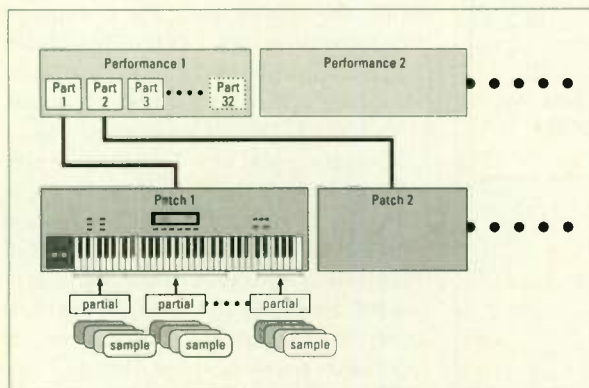 Performance 1
Performance 2
Part 1
Part 2
Part 3
Part 32
Patch 1
Patch 2
partial
partial
partial
sample
sample
sample